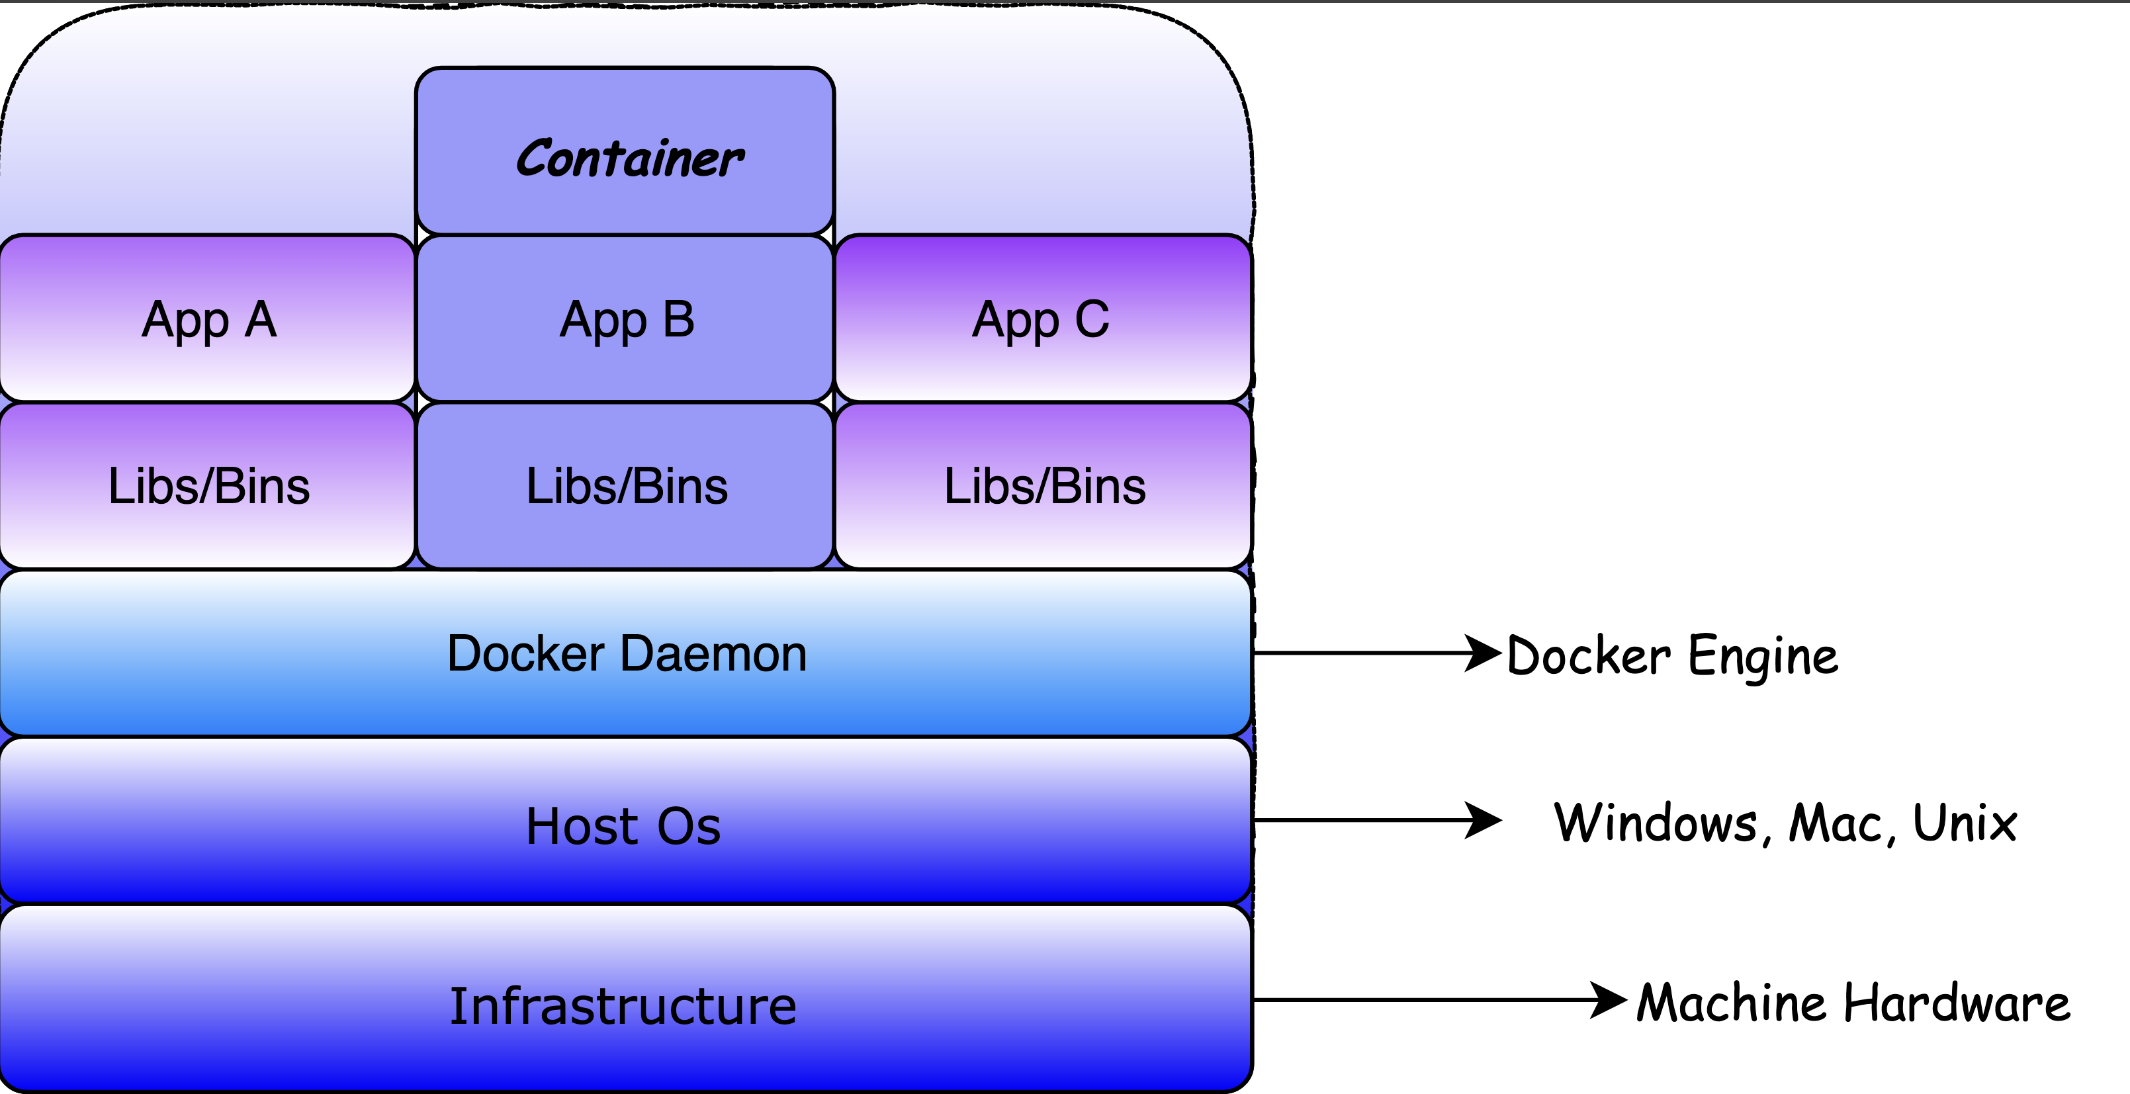 Container
App A
App B
App C
Libs/Bins
Libs/Bins
Libs/Bins
Docker Daemon
Docker Engine
Host Os
Windows, Mac, Unix
Infrastructure
Machine Hardware